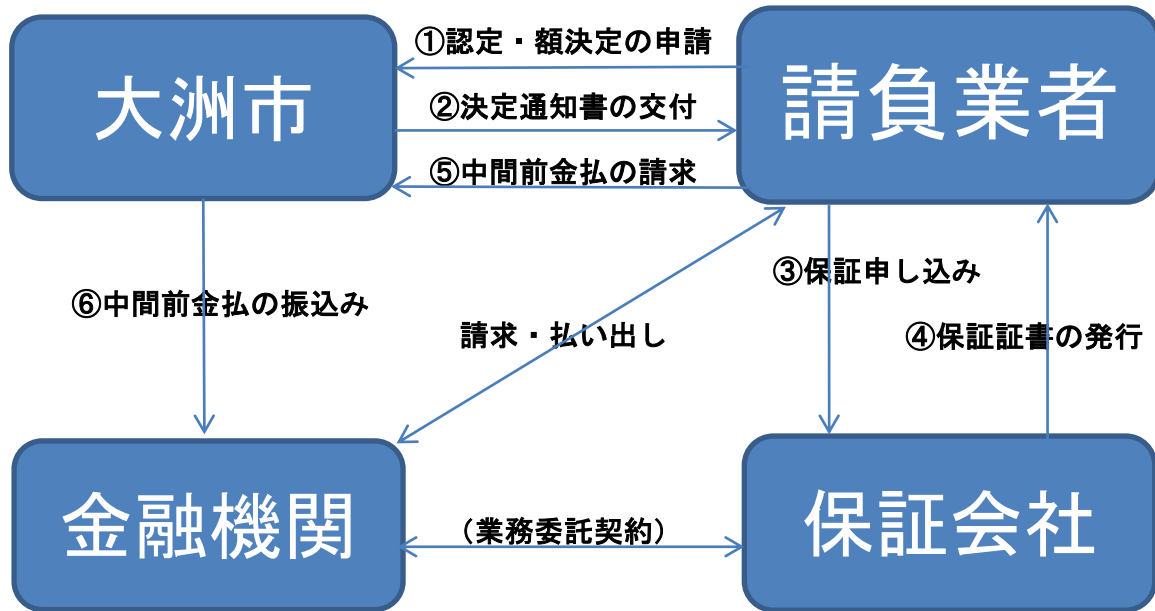 ①認定・額決定の申請
大洲市
請負業者
②決定通知書の交付
⑤中間前金払の請求
③保証申し込み
⑥中間前金払の振込み
請求・払い出し
④保証証書の発行
金融機関
（業務委託契約）
保証会社